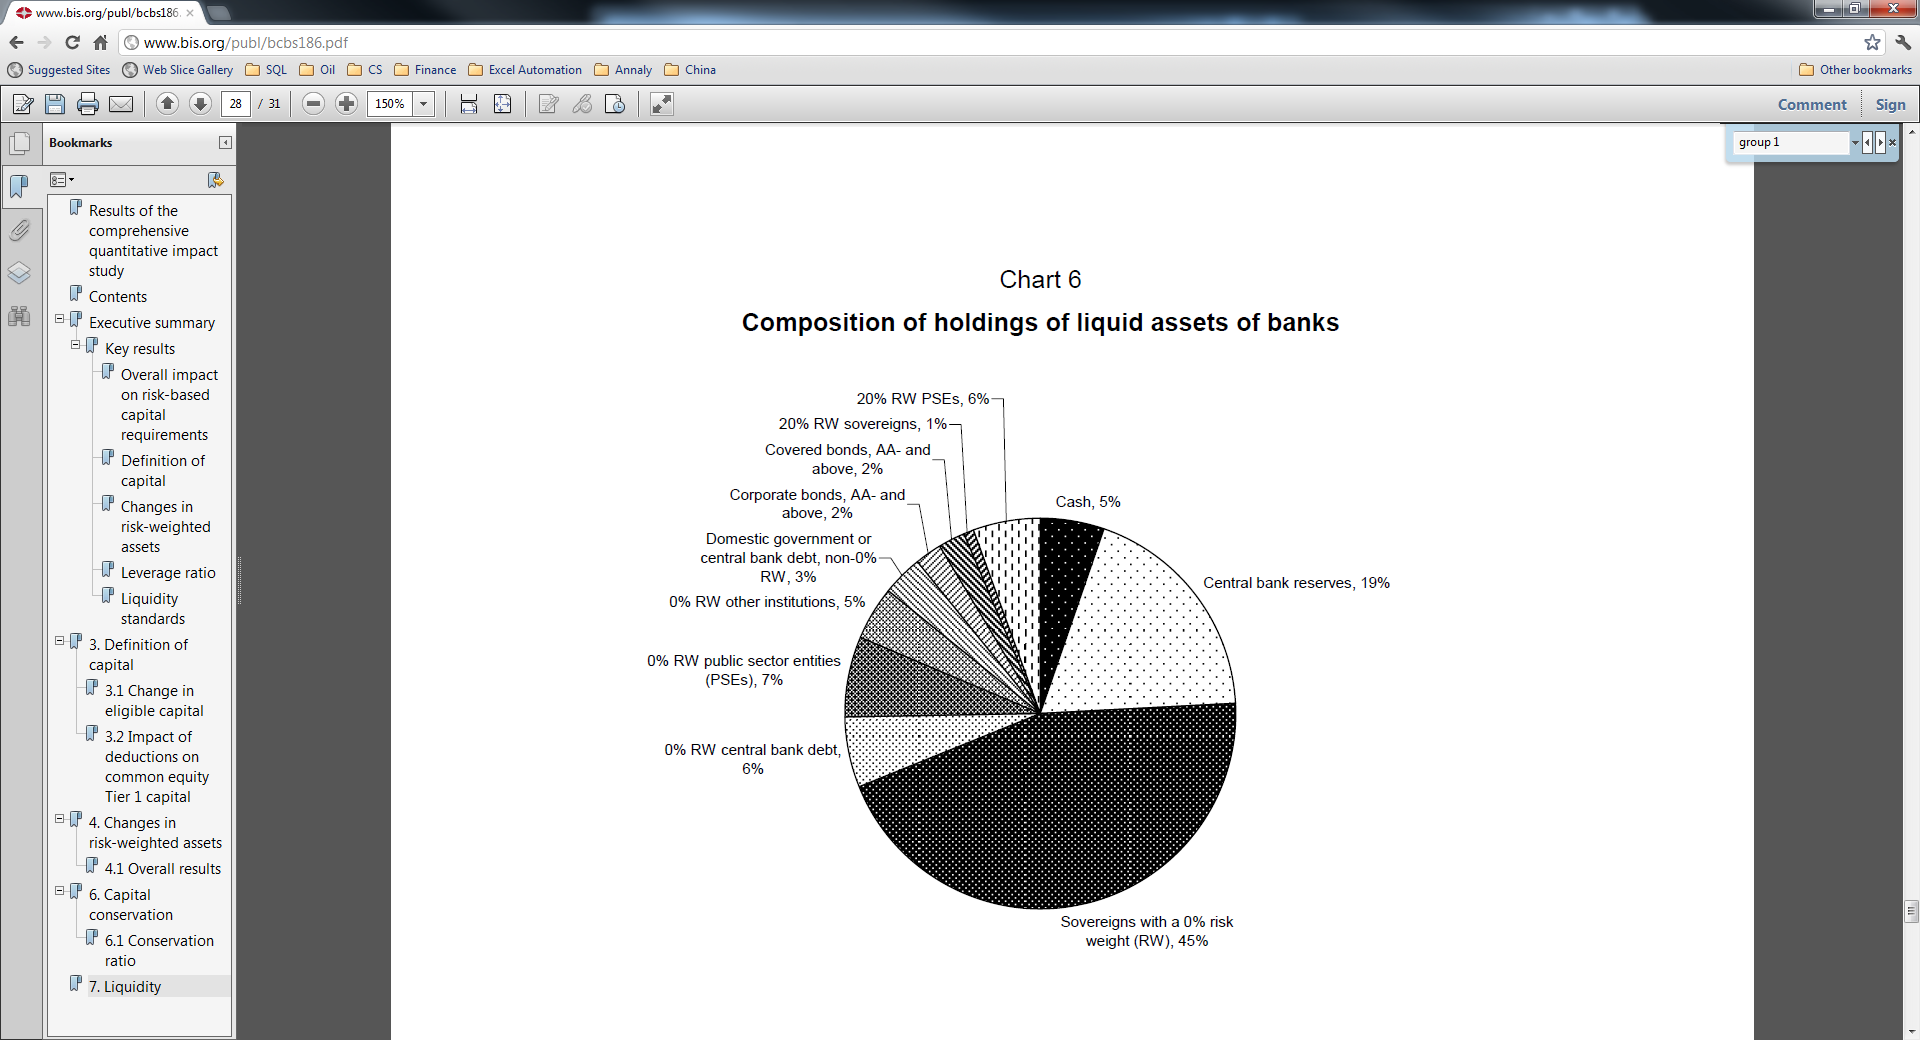 www.bis.org/publ/bcbs186.
www.bis.org/publ/bcbs186.pdf
Suggested Sites
Web Slice Gallery
SQL
Oil
CS
Finance
Excel Automation
Annaly
China
Other bookmarks
28 / 31
150%
Comment
Sign
Bookmarks
group 1
Results of the
comprehensive
quantitative impact
study
Contents
Executive summary
Key results
Overall impact
on risk-based
capital
requirements
Definition of
capital
Changes in
risk-weighted
assets
Leverage ratio
Liquidity
standards
3. Definition of
capital
3.1 Change in
eligible capital
3.2 Impact of
deductions on
common equity
Tier 1 capital
4. Changes in
risk-weighted assets
4.1 Overall results
6. Capital
conservation
6.1 Conservation
ratio
7. Liquidity
Chart 6
Composition of holdings of liquid assets of banks
20% RW PSEs, 6%
20% RW sovereigns, 1%
Covered bonds, AA- and
above, 2%
Corporate bonds, AA- and
above, 2%
Domestic government or
central bank debt, non-0%
RW, 3%
0% RW other institutions, 5%
0% RW public sector entities
(PSEs), 7%
0% RW central bank debt,
6%
Cash, 5%
Central bank reserves, 19%
Sovereigns with a 0% risk
weight (RW), 45%